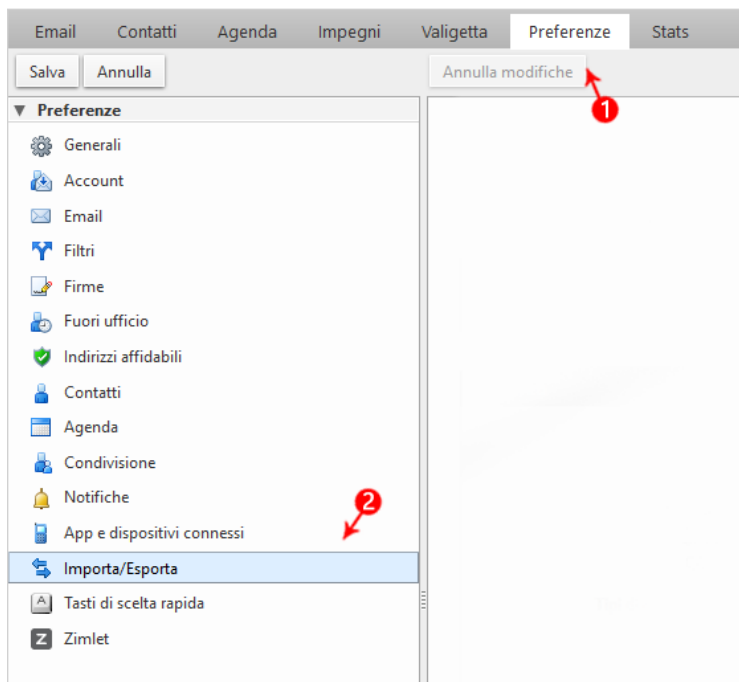 Email Contatti Agenda Impegni Valigetta Preferenze Stats
Salva Annulla Annulla modifiche
1
Preferenze
Generali
Account
Email
Filtri
Firme
Fuori ufficio
Indirizzi affidabili
Contatti
Agenda
Condivisione
Notifiche
2
App e dispositivi connessi
Importa/Esporta
A Tasti di scelta rapida
Z Zimlet